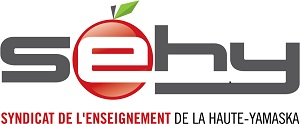 sehy
SYNDICAT DE L'ENSEIGNEMENT DE LA HAUTE-YAMASKA